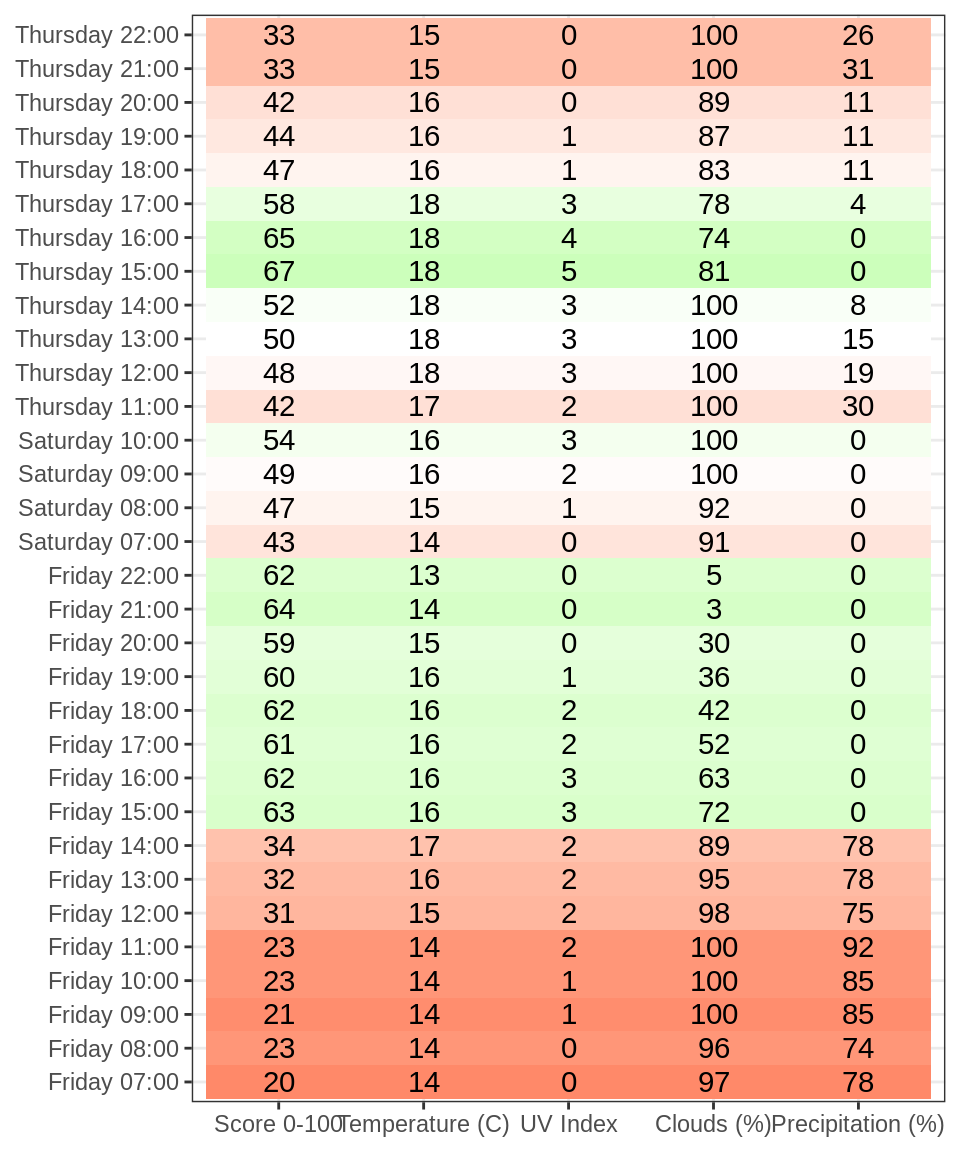 Thursday 22:00 33 15 0 100 26
Thursday 21:00 33 15 0 100 31
Thursday 20:00 42 16 0 89 11
Thursday 19:00 44 16 1 87 11
Thursday 18:00 47 16 1 83 11
Thursday 17:00 58 18 3 78 4
Thursday 16:00 65 18 4 74 0
Thursday 15:00 67 18 5 81 0
Thursday 14:00 52 18 3 100 8
Thursday 13:00 50 18 3 100 15
Thursday 12:00 48 18 3 100 19
Thursday 11:00 42 17 2 100 30
Saturday 10:00 54 16 3 100 0
Saturday 09:00 49 16 2 100 0
Saturday 08:00 47 15 1 92 0
Saturday 07:00 43 14 0 91 0
Friday 22:00 62 13 0 5 0
Friday 21:00 64 14 0 3 0
Friday 20:00 59 15 0 30 0
Friday 19:00 60 16 1 36 0
Friday 18:00 62 16 2 42 0
Friday 17:00 61 16 2 52 0
Friday 16:00 62 16 3 63 0
Friday 15:00 63 16 3 72 0
Friday 14:00 34 17 2 89 78
Friday 13:00 32 16 2 95 78
Friday 12:00 31 15 2 98 75
Friday 11:00 23 14 2 100 92
Friday 10:00 23 14 1 100 85
Friday 09:00 21 14 1 100 85
Friday 08:00 23 14 0 96 74
Friday 07:00 20 14 0 97 78
Score 0-100 Temperature (C) UV Index Clouds (%) Precipitation (%)